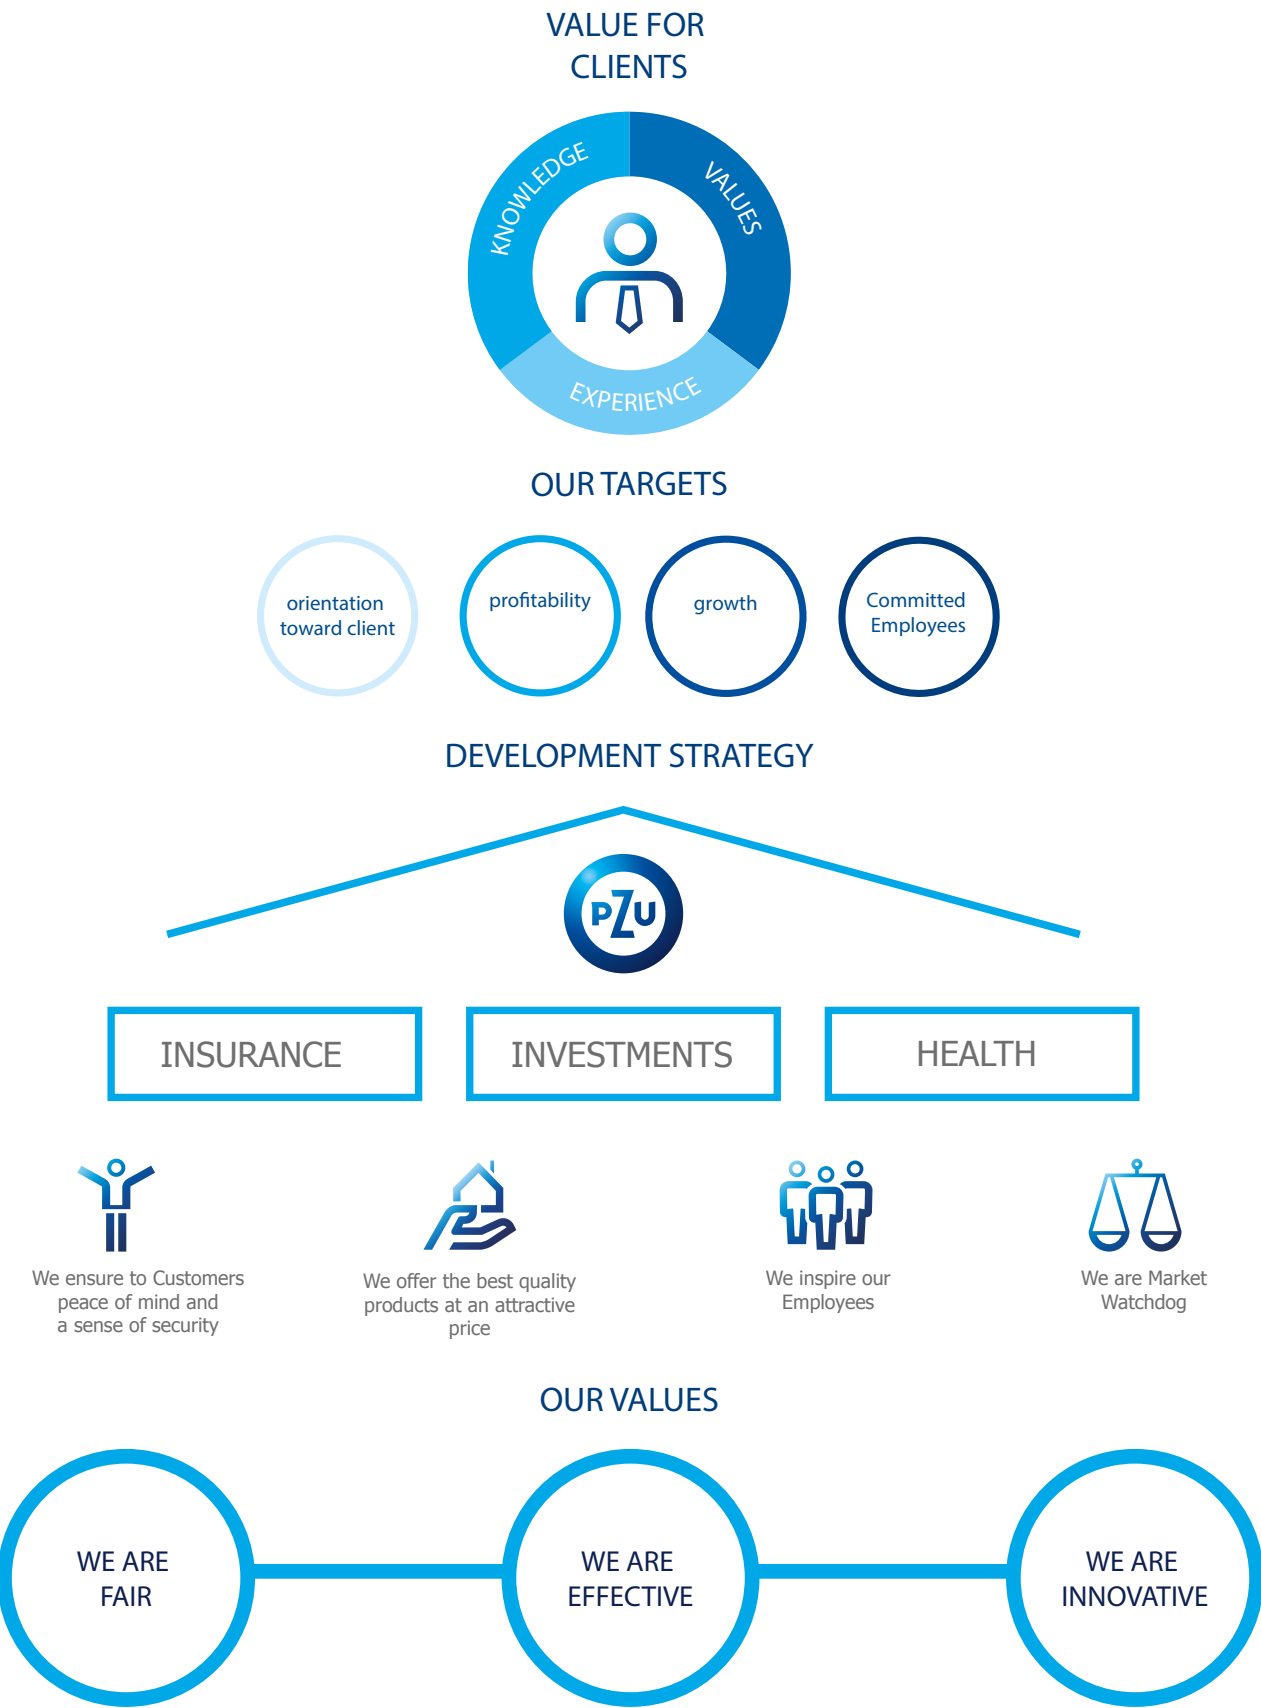 VALUE FOR
CLIENTS
KNOWLEDGE
VALUES
EXPERIENCE
OUR TARGETS
orientation
toward client
profitability
growth
Committed
Employees
DEVELOPMENT STRATEGY
PZU
INSURANCE
INVESTMENTS
HEALTH
We ensure to Customers
peace of mind and
a sense of security
We offer the best quality
products at an attractive
price
We inspire our
Employees
We are Market
Watchdog
OUR VALUES
WE ARE
FAIR
WE ARE
EFFECTIVE
WE ARE
INNOVATIVE